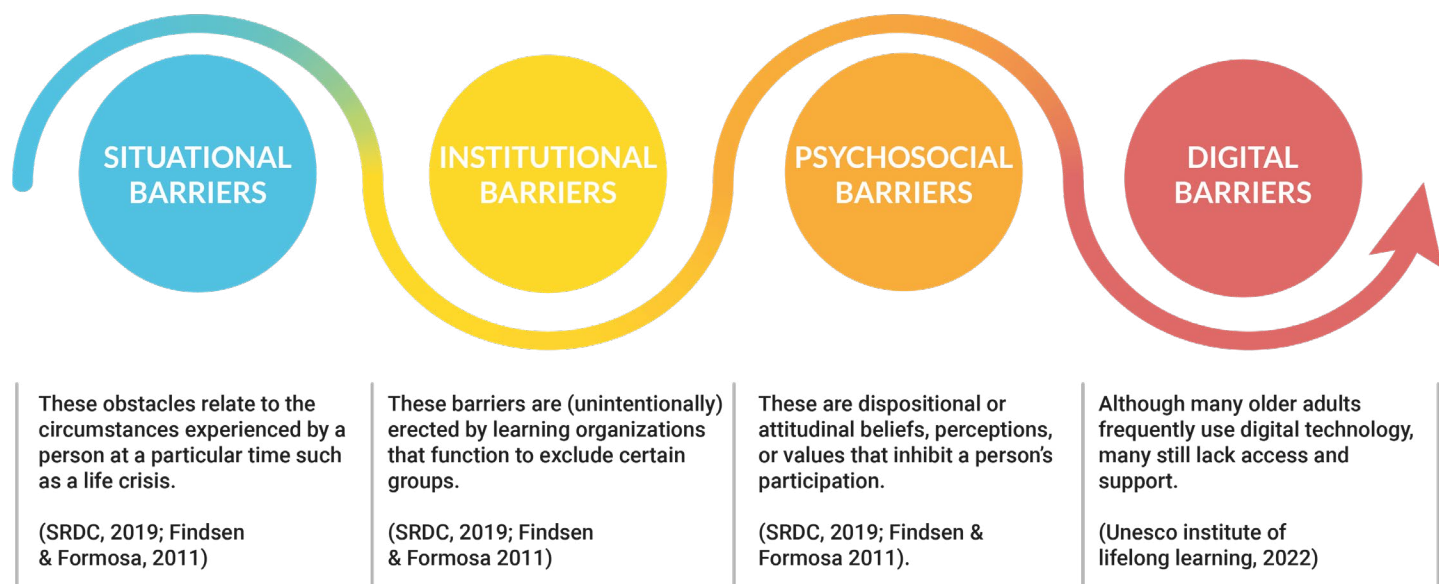 SITUATIONAL
BARRIERS
INSTITUTIONAL
BARRIERS
PSYCHOSOCIAL
BARRIERS
DIGITAL
BARRIERS
These obstacles relate to the
circumstances experienced by a
person at a particular time such
as a life crisis.
(SRDC, 2019; Findsen
& Formosa, 2011)
These barriers are (unintentionally)
erected by learning organizations
that function to exclude certain
groups.
(SRDC, 2019; Findsen
& Formosa 2011)
These are dispositional or
attitudinal beliefs, perceptions,
or values that inhibit a person's
participation.
(SRDC, 2019; Findsen &
Formosa 2011).
Although many older adults
frequently use digital technology,
many still lack access and
support.
(Unesco institute of
lifelong learning, 2022)